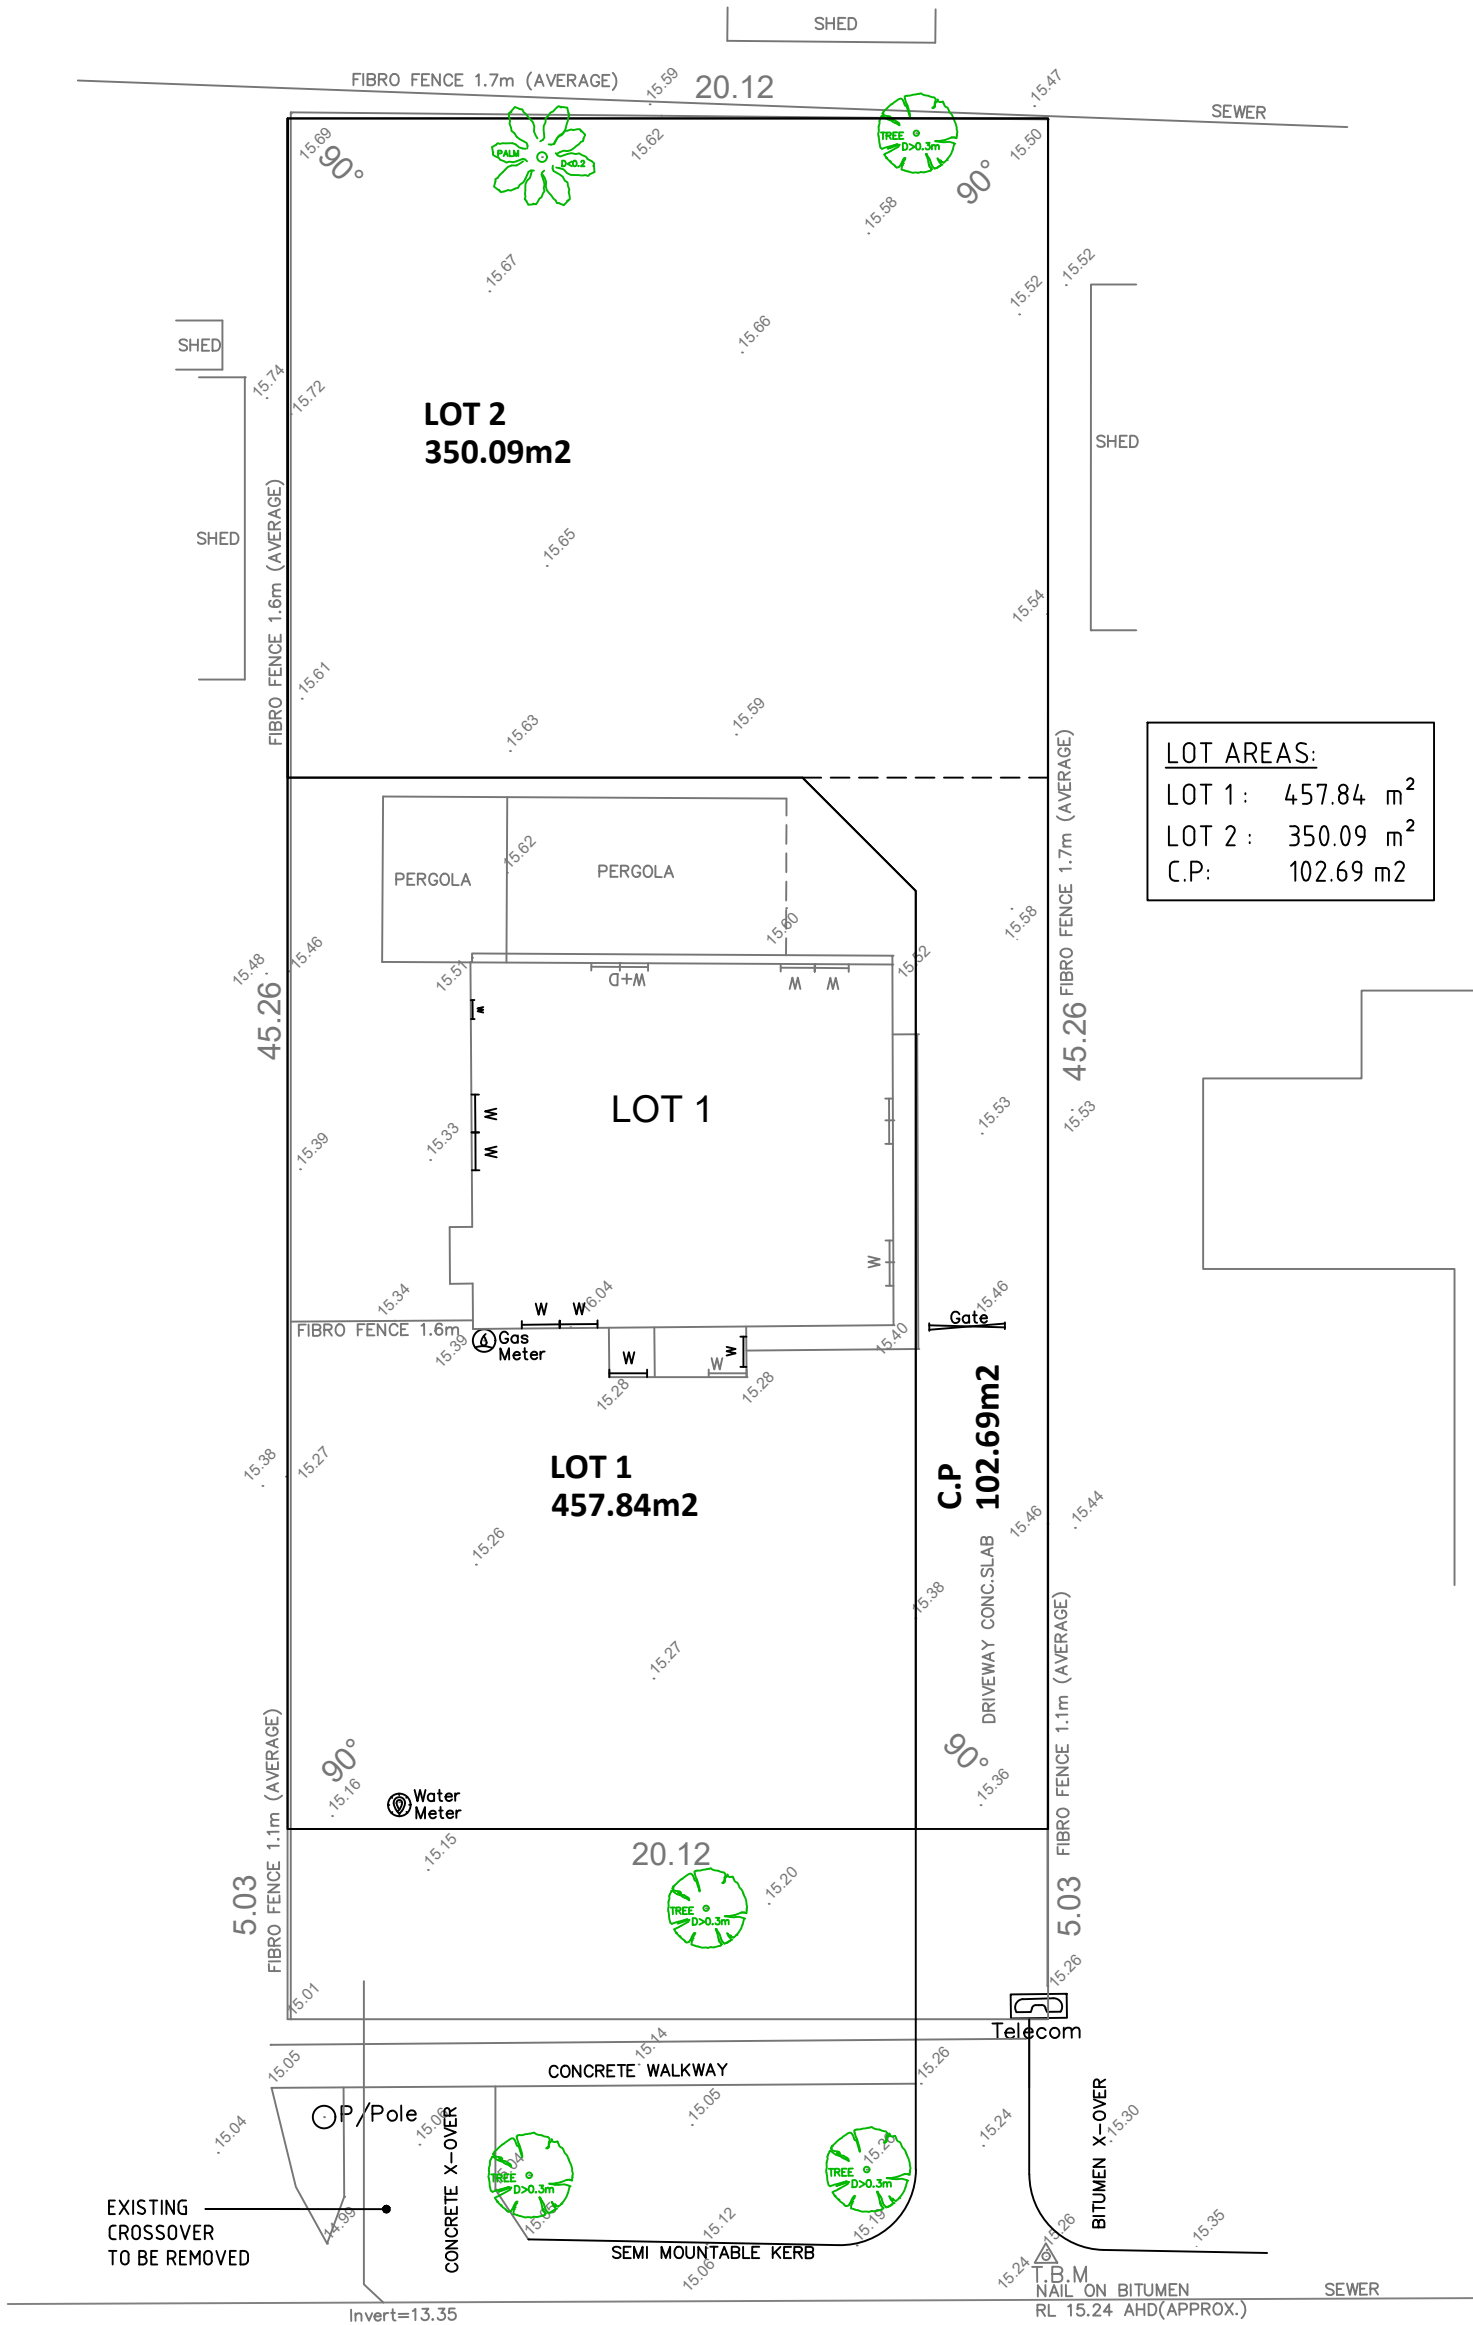 SHED
FIBRO FENCE 1.7m (AVERAGE)
15.59
20.12
15.47
SEWER
15.69
90°
PALM
D<0.2
15.62
TREE
D>0.3m
90°
15.50
15.58
15.67
15.52
15.52
15.66
SHED
15.74
15.72
LOT 2
350.09m2
SHED
SHED
FIBRO FENCE 1.6m (AVERAGE)
15.65
15.54
15.61
15.63
15.59
FIBRO FENCE 1.7m (AVERAGE)
LOT AREAS:
LOT 1 : 457.84 m²
LOT 2 : 350.09 m²
C.P: 102.69 m2
15.62
PERGOLA
PERGOLA
15.60
15.58
15.48
15.46
15.51
15.52
W+D
W
W
W
45.26
45.26
LOT 1
W
W
15.39
15.33
15.53
15.53
W
15.34
16.04
15.46
W W
Gate
FIBRO FENCE 1.6m
15.39
Gas
Meter
15.40
W
W
W
15.28
15.28
C.P
102.69m2
LOT 1
457.84m2
15.38
15.27
15.26
15.46
15.44
DRIVEWAY CONC.SLAB
15.38
15.27
FIBRO FENCE 1.1m (AVERAGE)
FIBRO FENCE 1.1m (AVERAGE)
90°
90°
15.16
15.36
Water
Meter
15.15
20.12
15.20
5.03
5.03
TREE
D>0.3m
15.01
15.26
Telecom
15.14
15.05
CONCRETE WALKWAY
15.26
P/Pole
15.04
15.06
15.05
15.24
15.30
CONCRETE X-OVER
BITUMEN X-OVER
TREE
D>0.3m
15.04
TREE
D>0.3m
15.26
EXISTING
CROSSOVER
TO BE REMOVED
14.99
15.05
15.12
15.19
15.26
15.35
SEMI MOUNTABLE KERB
15.06
15.24
T.B.M
NAIL ON BITUMEN
RL 15.24 AHD(APPROX.)
SEWER
Invert=13.35